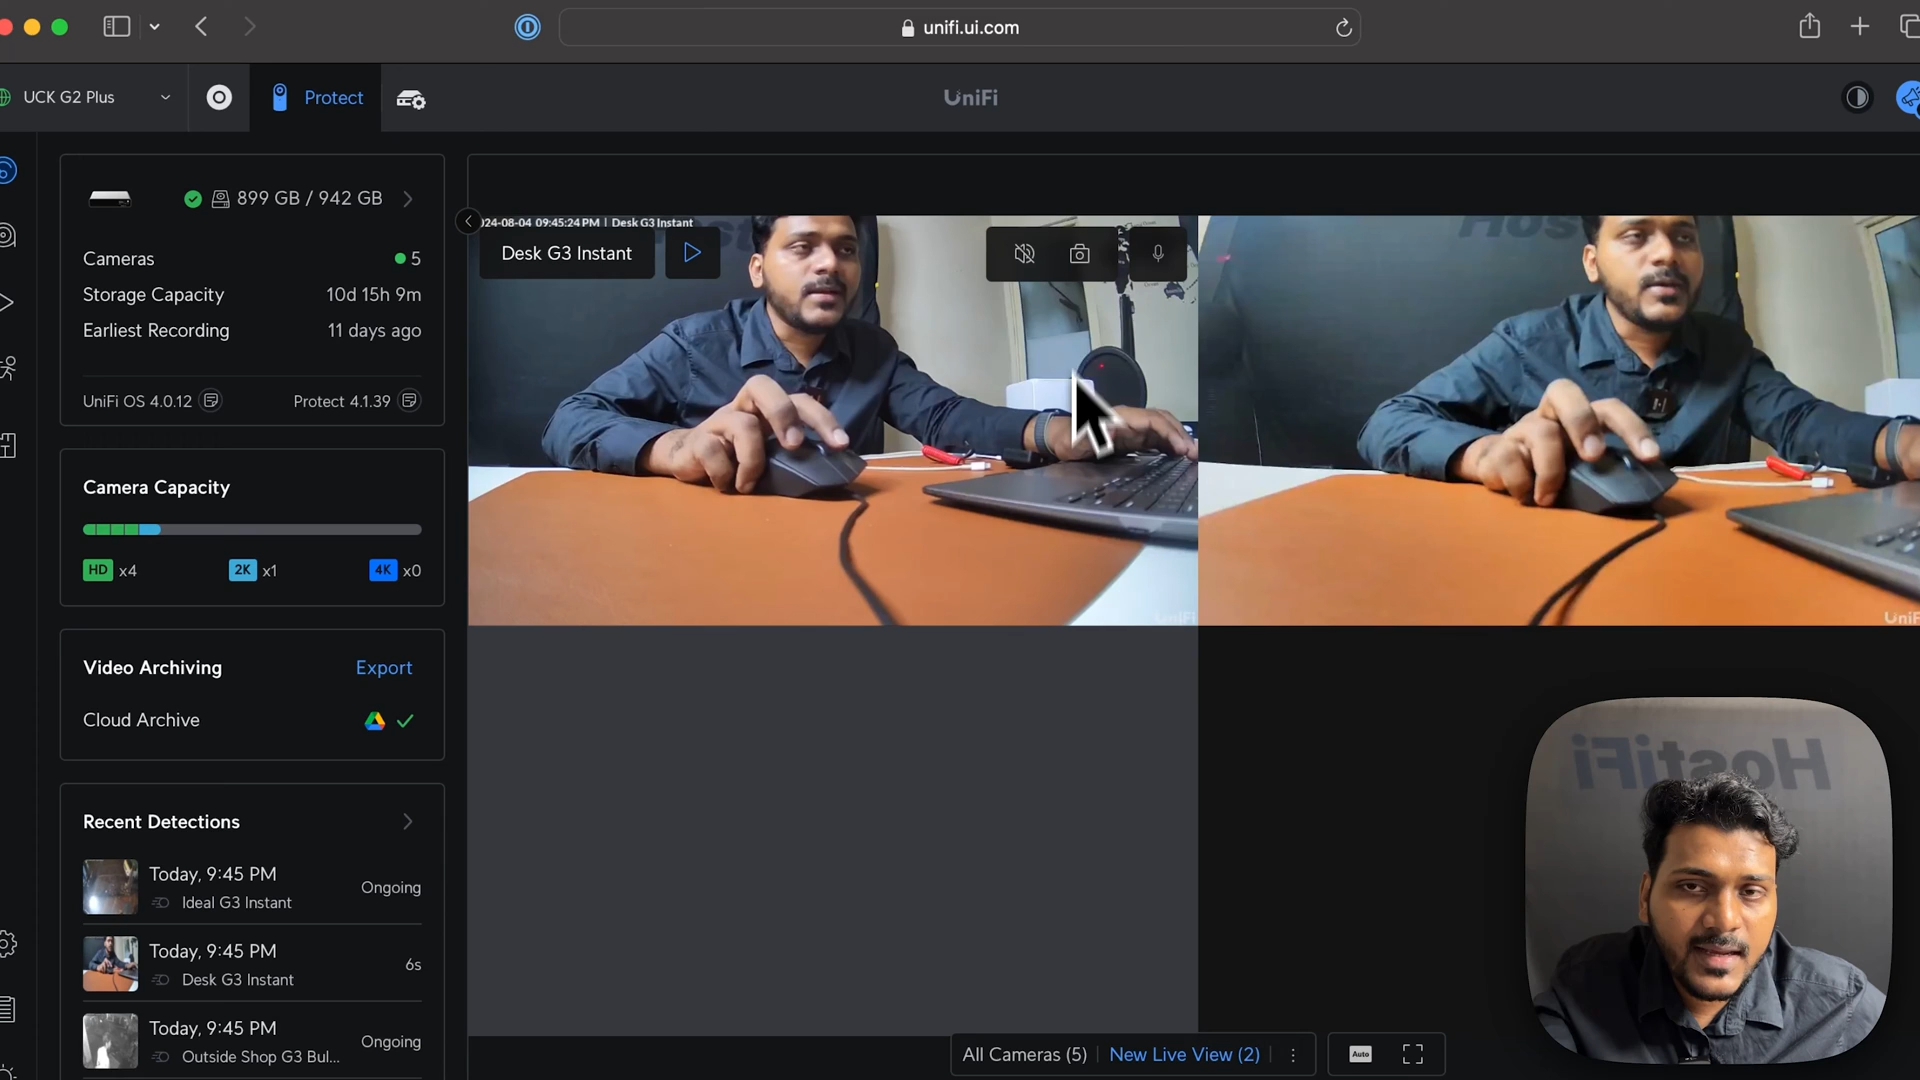 unifi.ui.com
UCK G2 Plus
Protect
UniFi
899 GB / 942 GB
Cameras 5
Storage Capacity 10d 15h 9m
Earliest Recording 11 days ago
UniFi OS 4.0.12 Protect 4.1.39
Camera Capacity
HD x4 2K x1 4K x0
Video Archiving Export
Cloud Archive
Recent Detections
Today, 9:45 PM
Ideal G3 Instant
Ongoing
Today, 9:45 PM
Desk G3 Instant
6s
Today, 9:45 PM
Outside Shop G3 Bul...
Ongoing
24-08-04 09:45:24 PM | Desk G3 Instant
Desk G3 Instant
UniFi
UniF
HostiFi
All Cameras (5) New Live View (2)
Auto